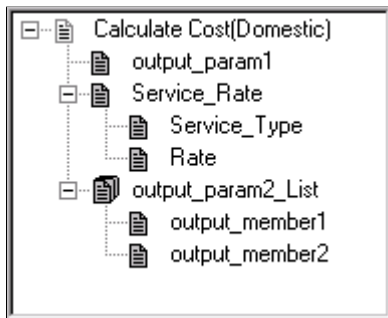 Calculate Cost(Domestic)
output_param1
Service_Rate
Service_Type
Rate
output_param2_List
output_member1
output_member2